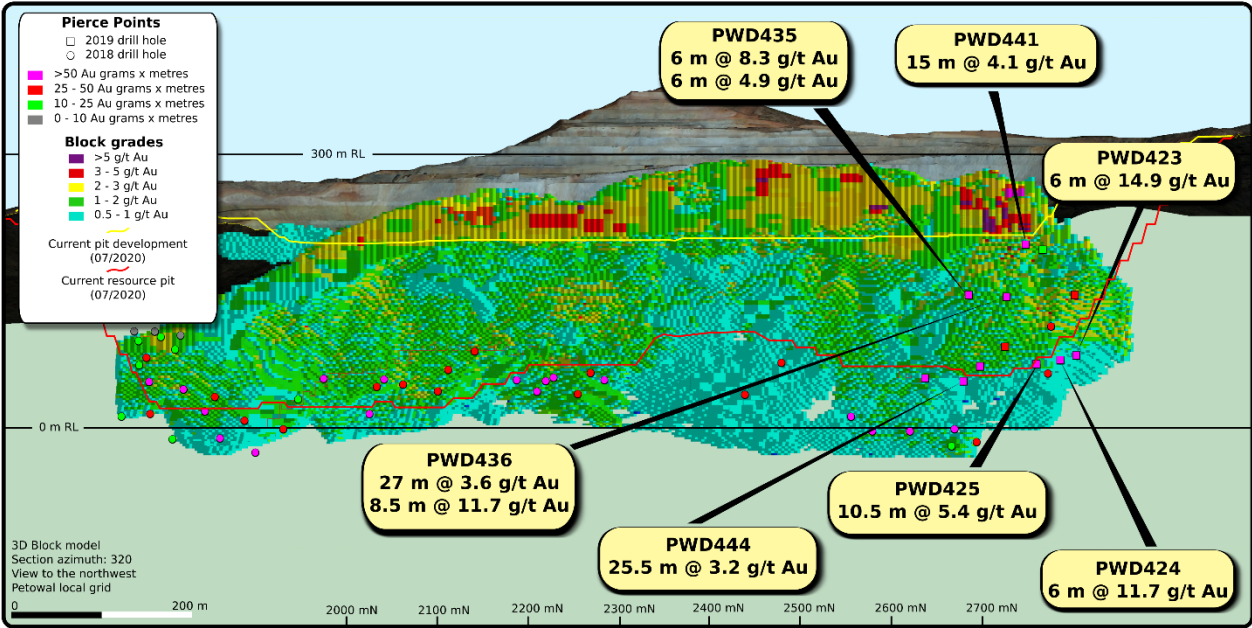 Pierce Points
2019 drill hole
2018 drill hole
>50 Au grams x metres
25 - 50 Au grams x metres
10 - 25 Au grams x metres
0 - 10 Au grams x metres
Block grades
>5 g/t Au
3 - 5 g/t Au
2 - 3 g/t Au
1 - 2 g/t Au
0.5 - 1 g/t Au
Current pit development
(07/2020)
Current resource pit
(07/2020)
PWD435
6 m @ 8.3 g/t Au
6 m @ 4.9 g/t Au
PWD441
15 m @ 4.1 g/t Au
PWD423
6 m @ 14.9 g/t Au
300 m RL
0 m RL
PWD436
27 m @ 3.6 g/t Au
8.5 m @ 11.7 g/t Au
PWD425
10.5 m @ 5.4 g/t Au
PWD444
25.5 m @ 3.2 g/t Au
PWD424
6 m @ 11.7 g/t Au
3D Block model
Section azimuth: 320
View to the northwest
Petowal local grid
0 200 m
2000 mN 2100 mN 2200 mN 2300 mN 2400 mN 2500 mN 2600 mN 2700 mN